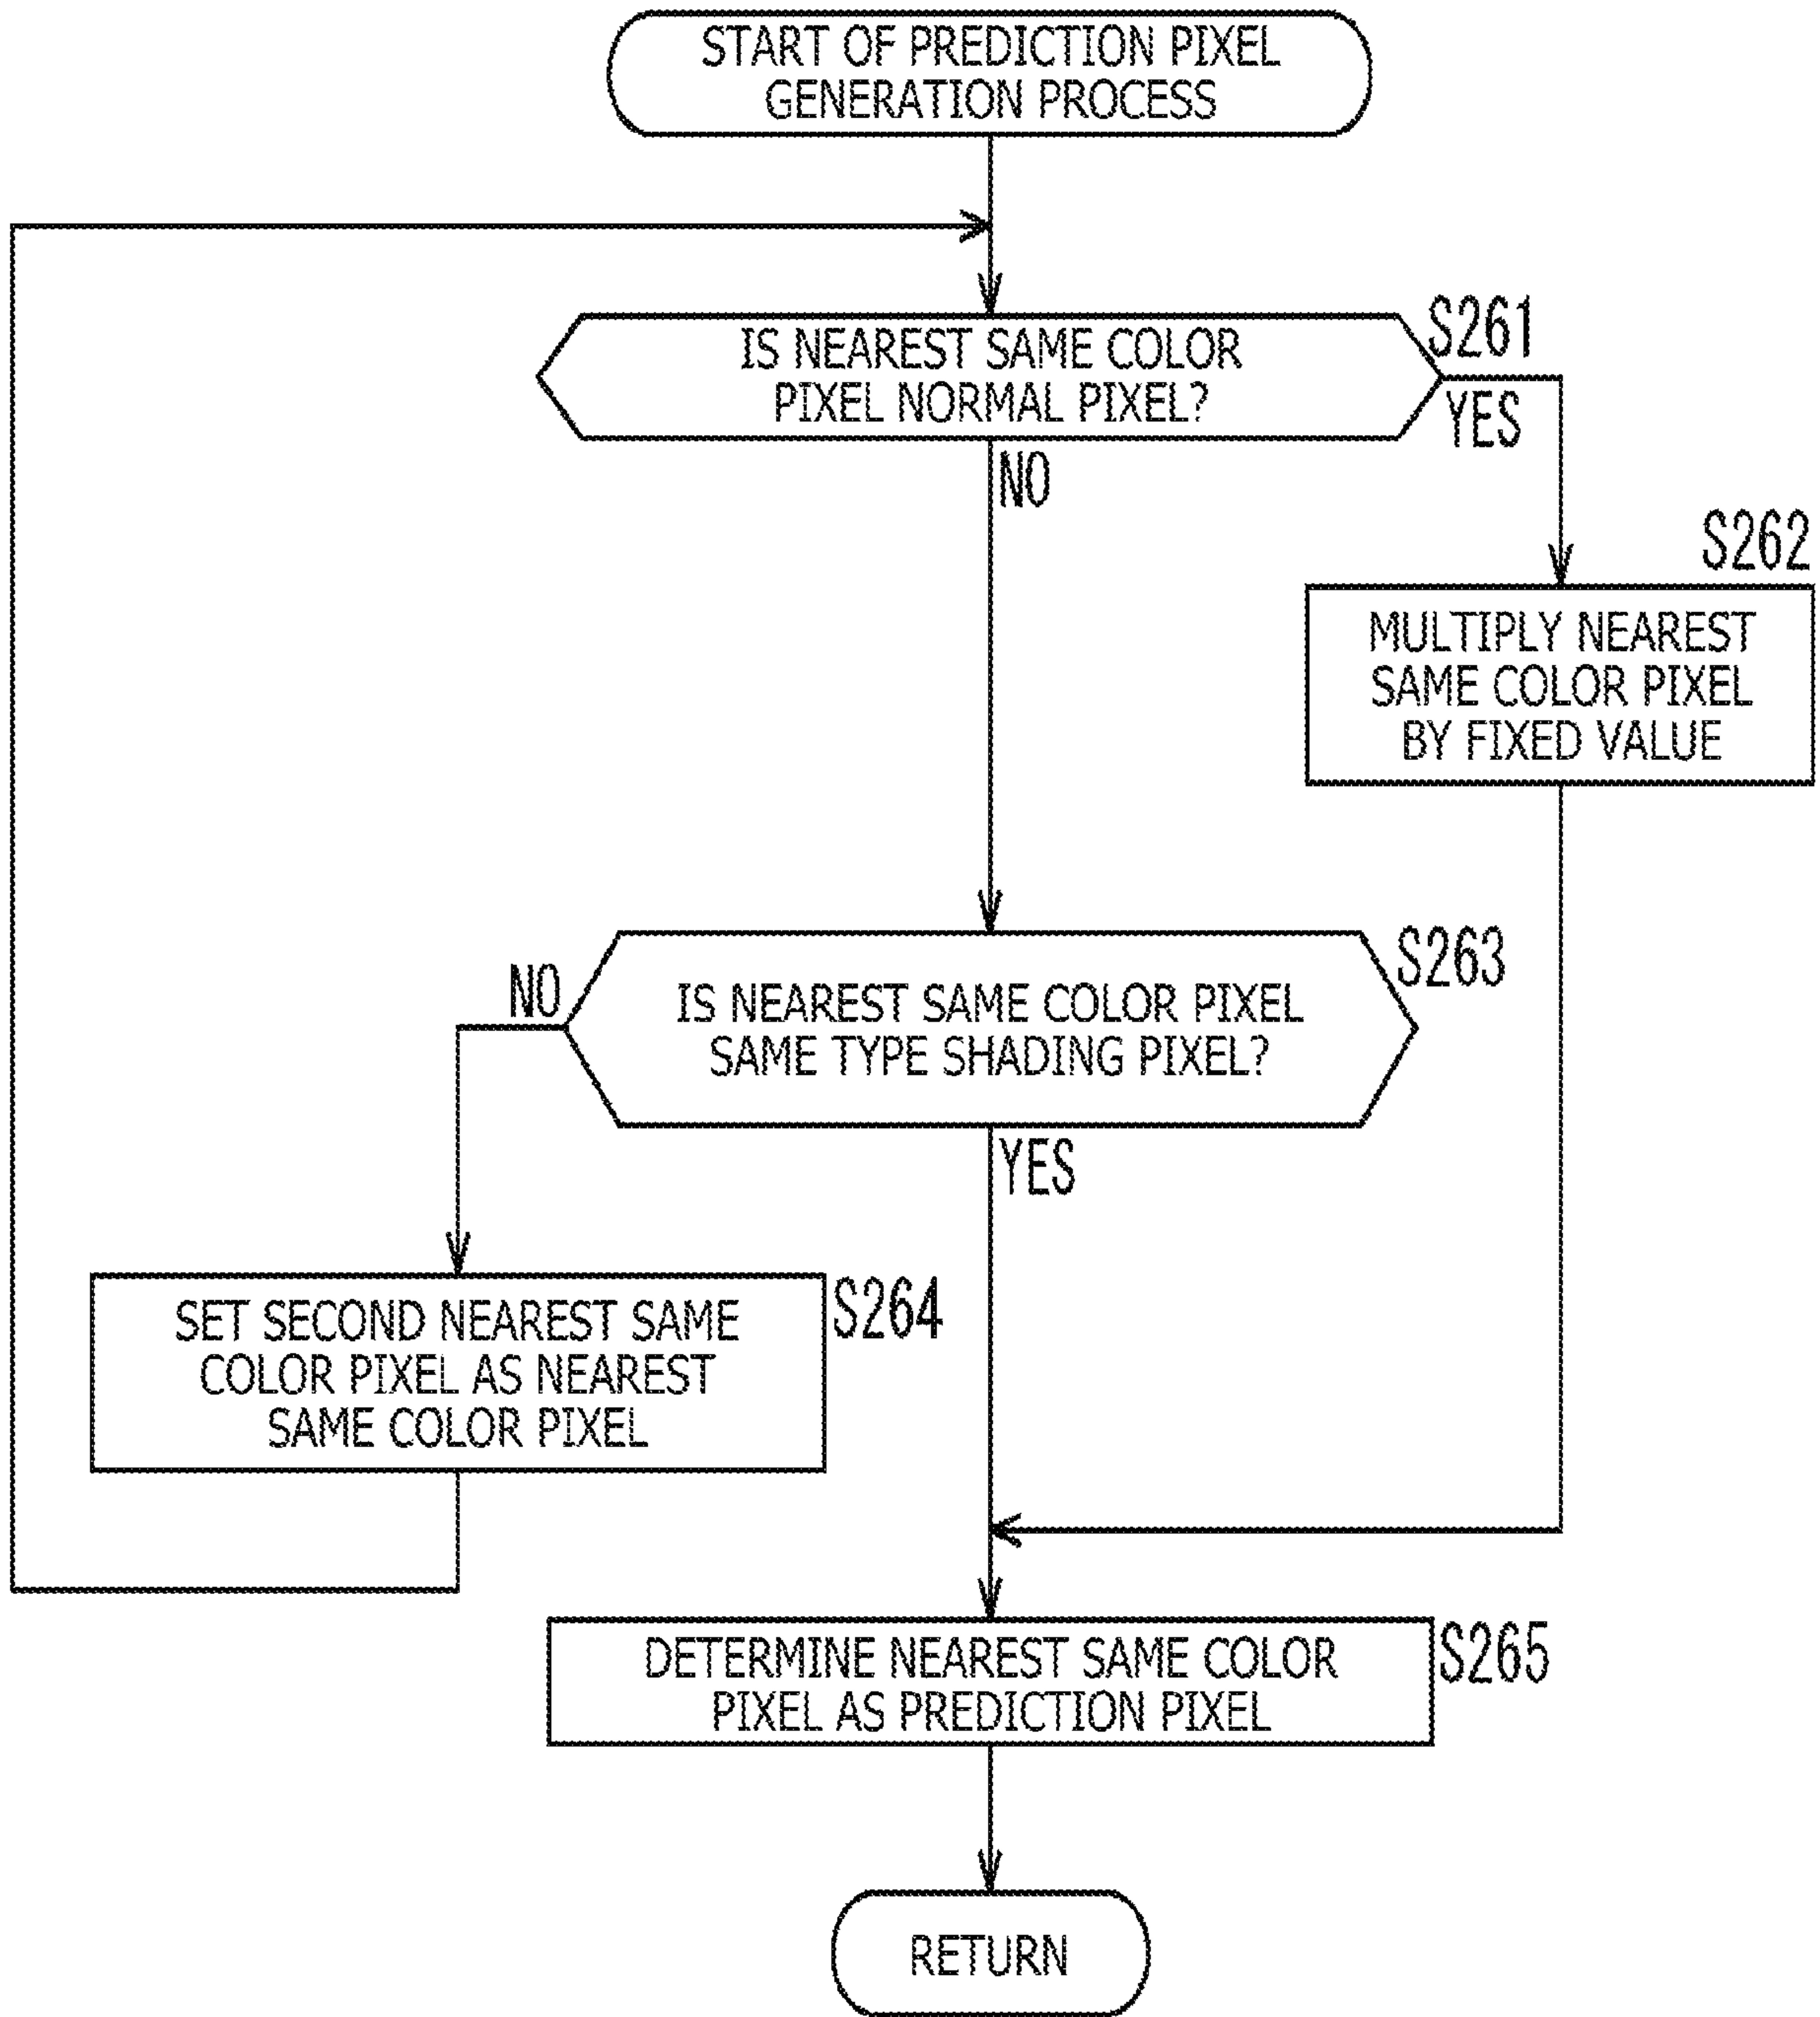 START OF PREDICTION PIXEL
GENERATION PROCESS
S261
IS NEAREST SAME COLOR
PIXEL NORMAL PIXEL?
YES
NO
S262
MULTIPLY NEAREST
SAME COLOR PIXEL
BY FIXED VALUE
S263
NO
IS NEAREST SAME COLOR PIXEL
SAME TYPE SHADING PIXEL?
YES
S264
SET SECOND NEAREST SAME
COLOR PIXEL AS NEAREST
SAME COLOR PIXEL
S265
DETERMINE NEAREST SAME COLOR
PIXEL AS PREDICTION PIXEL
RETURN